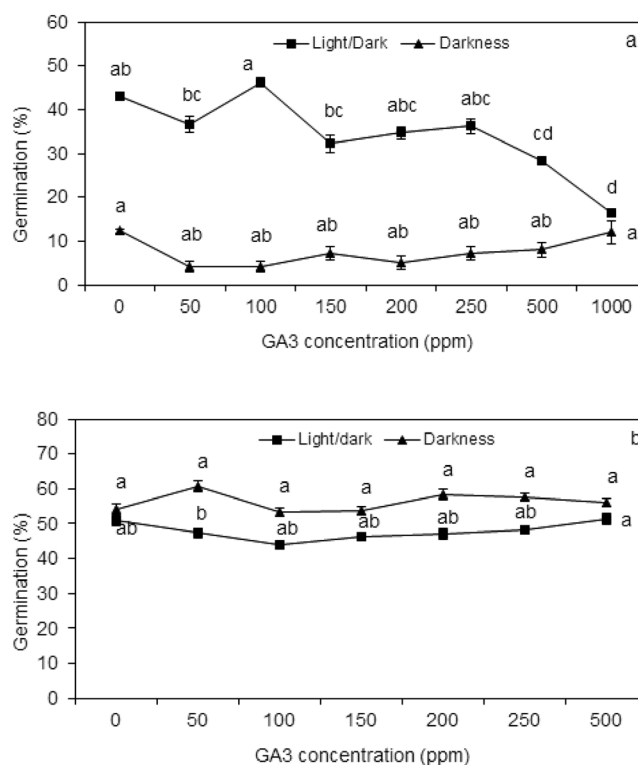 60
50
40
30
20
10
0
Germination (%)
Light/Dark Darkness
a
ab bc a bc abc abc cd d
a ab ab ab ab ab ab a
0 50 100 150 200 250 500 1000
GA3 concentration (ppm)
80
70
60
50
40
30
20
10
0
Germination (%)
Light/dark Darkness
b
a a a a a a a
ab b ab ab ab ab a
0 50 100 150 200 250 500
GA3 concentration (ppm)